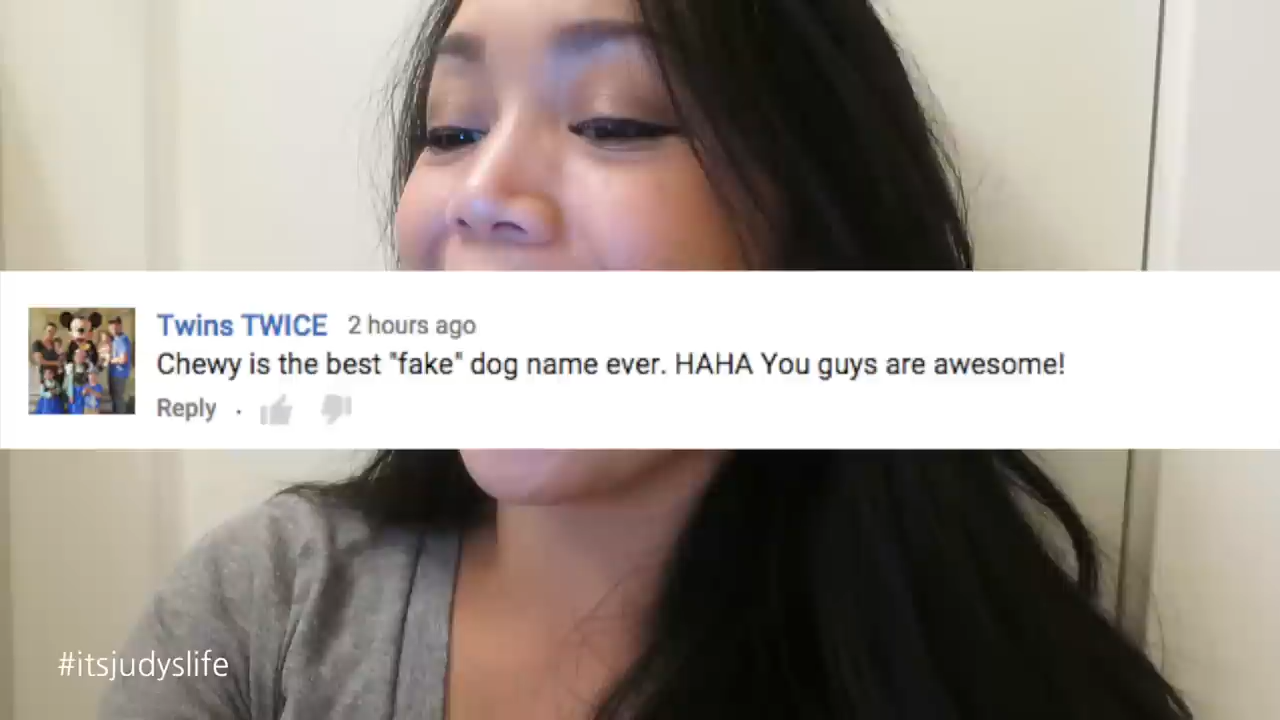 Twins TWICE 2 hours ago
Chewy is the best "fake" dog name ever. HAHA You guys are awesome!
Reply ·
#itsjudyslife